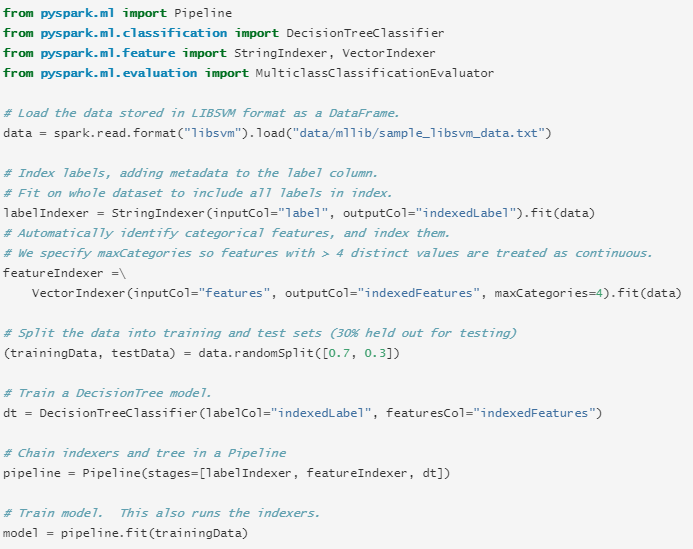 from pyspark.ml import Pipeline
from pyspark.ml.classification import DecisionTreeClassifier
from pyspark.ml.feature import StringIndexer, VectorIndexer
from pyspark.ml.evaluation import MulticlassClassificationEvaluator
# Load the data stored in LIBSVM format as a DataFrame.
data = spark.read.format("libsvm").load("data/mllib/sample_libsvm_data.txt")
# Index labels, adding metadata to the label column.
# Fit on whole dataset to include all labels in index.
labelIndexer = StringIndexer(inputCol="label", outputCol="indexedLabel").fit(data)
# Automatically identify categorical features, and index them.
# We specify maxCategories so features with > 4 distinct values are treated as continuous.
featureIndexer =\
    VectorIndexer(inputCol="features", outputCol="indexedFeatures", maxCategories=4).fit(data)
# Split the data into training and test sets (30% held out for testing)
(trainingData, testData) = data.randomSplit([0.7, 0.3])
# Train a DecisionTree model.
dt = DecisionTreeClassifier(labelCol="indexedLabel", featuresCol="indexedFeatures")
# Chain indexers and tree in a Pipeline
pipeline = Pipeline(stages=[labelIndexer, featureIndexer, dt])
# Train model.  This also runs the indexers.
model = pipeline.fit(trainingData)